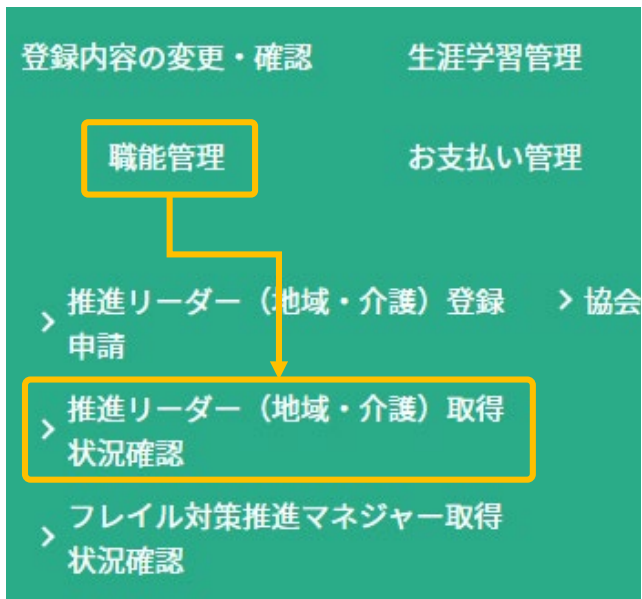 登録内容の変更・確認
生涯学習管理
職能管理
お支払い管理
推進リーダー（地域・介護）登録
申請
協会
推進リーダー（地域・介護）取得
状況確認
フレイル対策推進マネジャー取得
状況確認